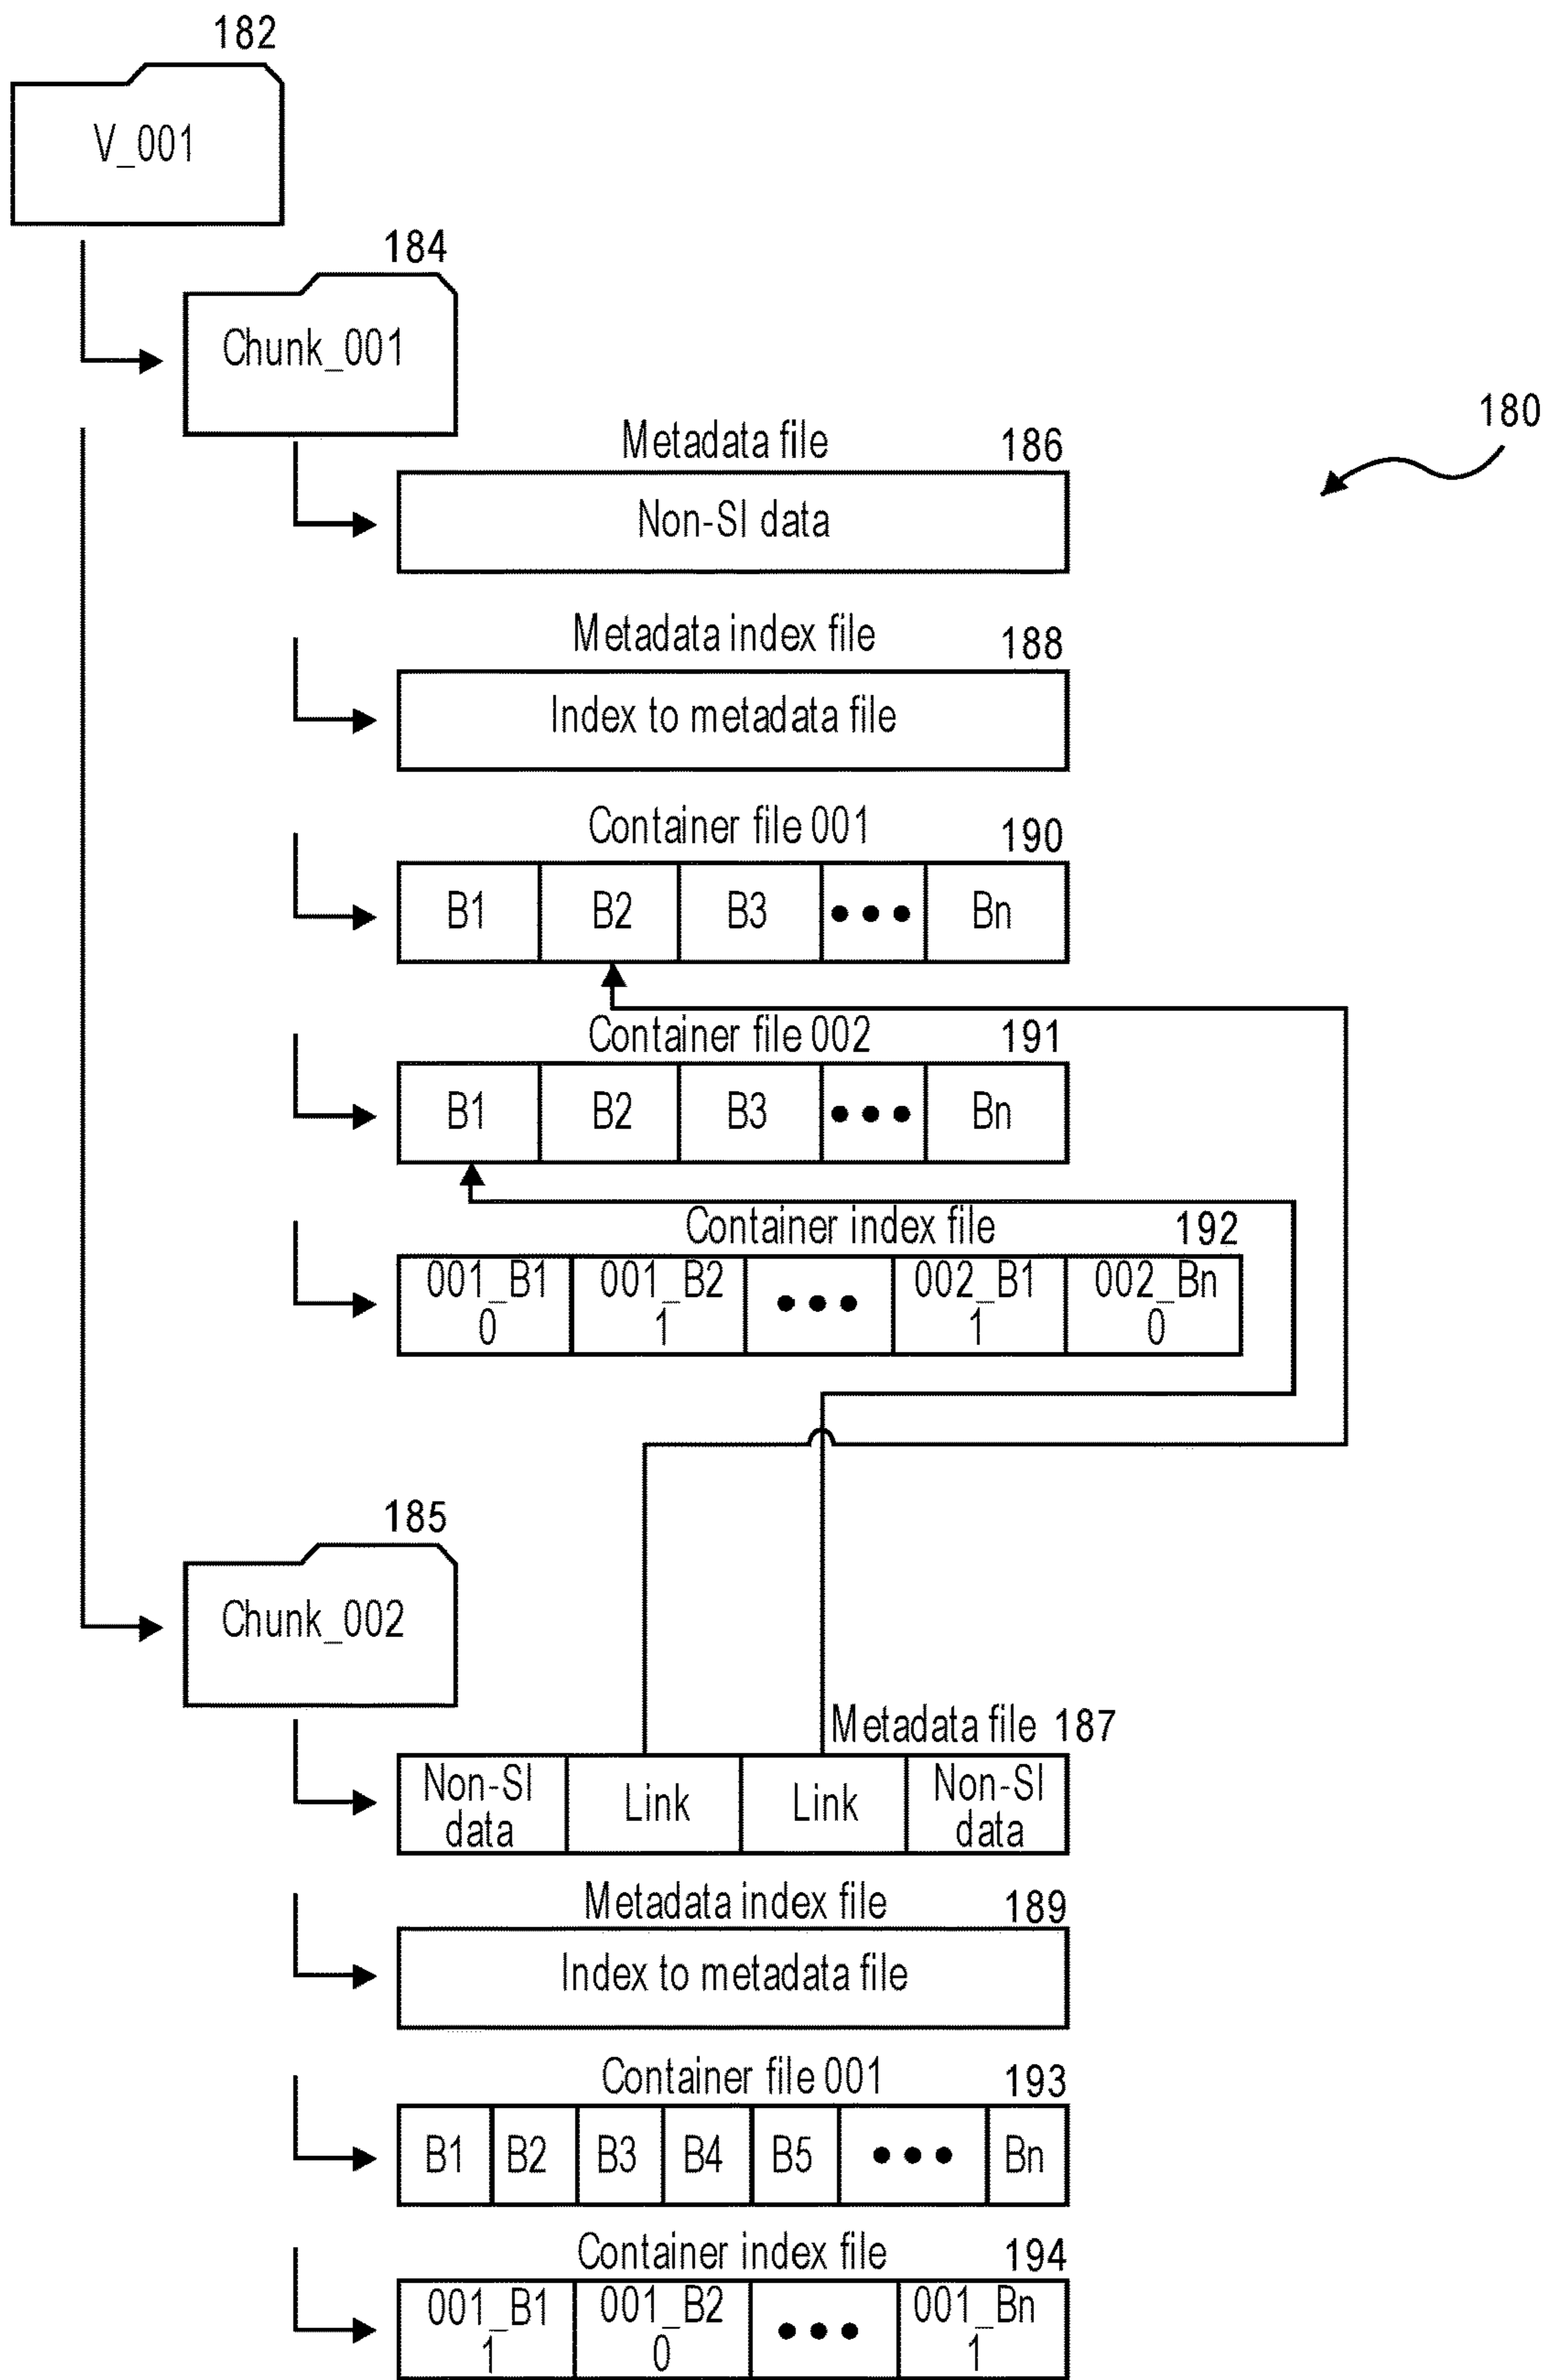 182
V_001
184
Chunk_001
180
Metadata file 186
Non-SI data
Metadata index file 188
Index to metadata file
Container file 001 190
B1 B2 B3 ••• Bn
Container file 002 191
B1 B2 B3 ••• Bn
Container index file 192
001_B1 001_B2 ••• 002_B1 002_Bn
0 1 1 0
185
Chunk_002
Metadata file 187
Non-SI Link Link Non-SI
data data
Metadata index file 189
Index to metadata file
Container file 001 193
B1 B2 B3 B4 B5 ••• Bn
Container index file 194
001_B1 001_B2 ••• 001_Bn
1 0 1